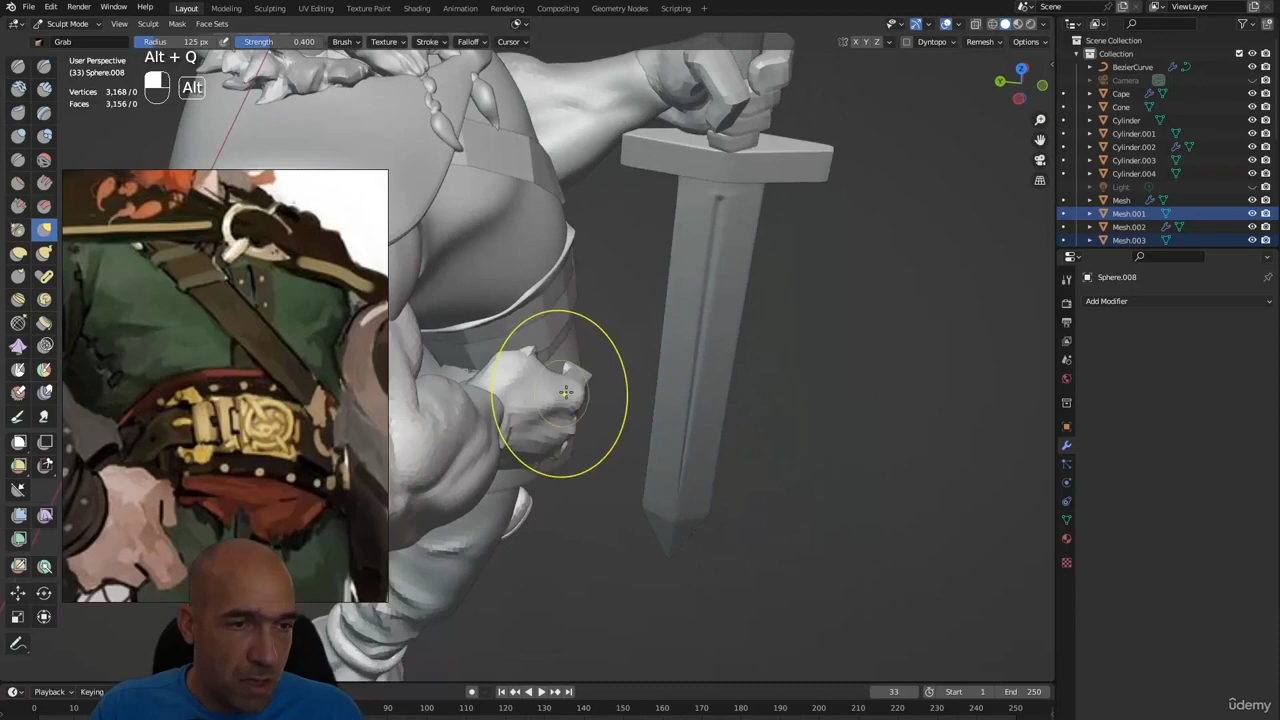 File Edit Render Window Help Layout Modeling Sculpting UV Editing Texture Paint Shading Animation Rendering Compositing Geometry Nodes Scripting Scene ViewLayer
Sculpt Mode View Sculpt Mask Face Sets
Grab Radius 125 px Strength 0.400 Brush Texture Stroke Falloff Cursor X Y Z Dyntopo Remesh Options
Alt + Q
Alt
User Perspective
(33) Sphere.008
Vertices 3,168 / 0
Faces 3,156 / 0
Z
Y
Scene Collection
Collection
BezierCurve
Camera
Cape
Cone
Cylinder
Cylinder.001
Cylinder.002
Cylinder.003
Cylinder.004
Light
Mesh
Mesh.001
Mesh.002
Mesh.003
Sphere.008
Add Modifier
Playback Keying 33 Start 1 End 250
0 10 80 90 100 110 120 130 140 150 160 170 180 190 200 210 220 230 240 250
ûdemy